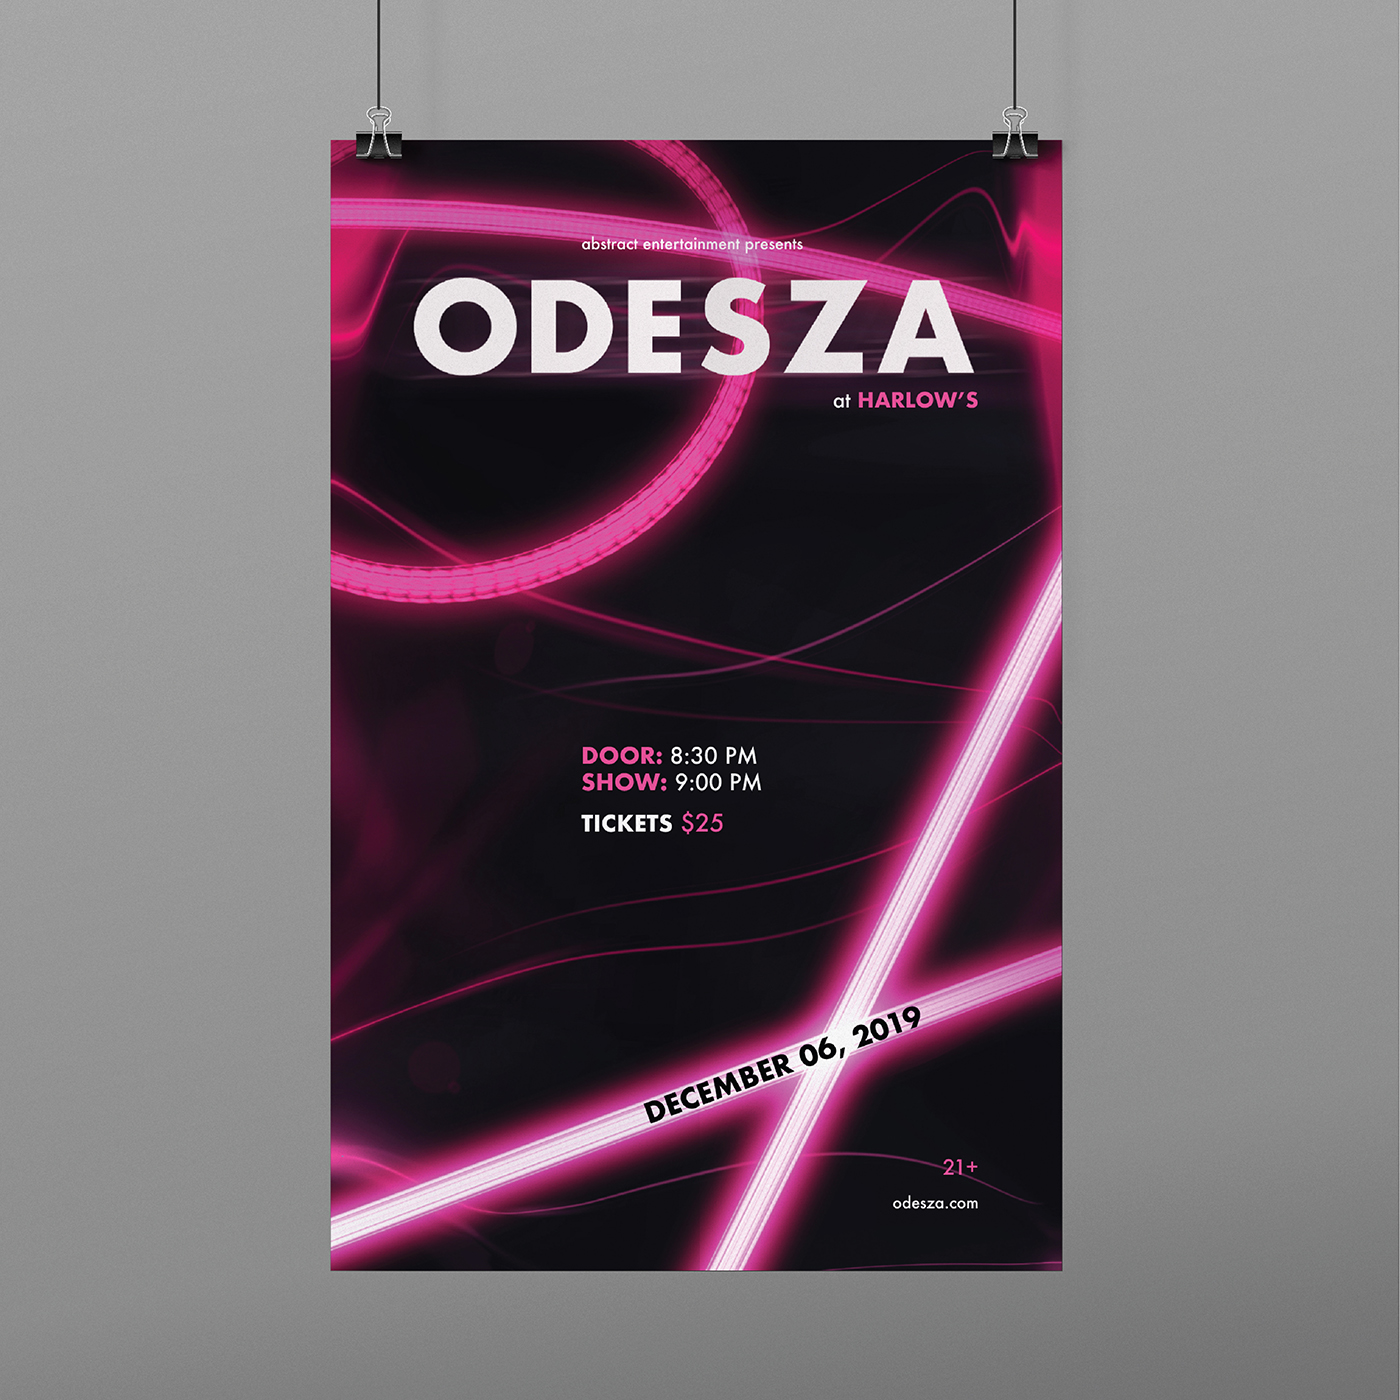 abstract entertainment presents
ODESZA
at HARLOW'S
DOOR: 8:30 PM
SHOW: 9:00 PM
TICKETS $25
DECEMBER 06, 2019
21+
odesza.com